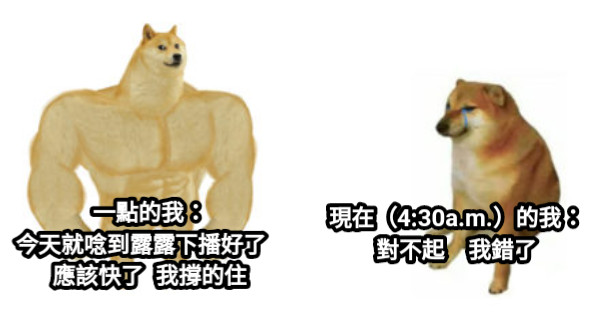 一點的我：
今天就唸到露露下播好了
應該快了 我撐的住
現在（4:30a.m.）的我：
對不起 我錯了